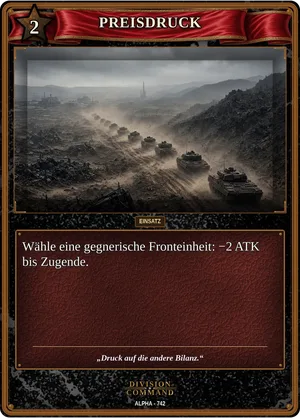 2
PREISDRUCK
EINSATZ
Wähle eine gegnerische Fronteinheit: −2 ATK
bis Zugende.
„Druck auf die andere Bilanz.“
DIVISION
COMMAND
ALPHA - 742